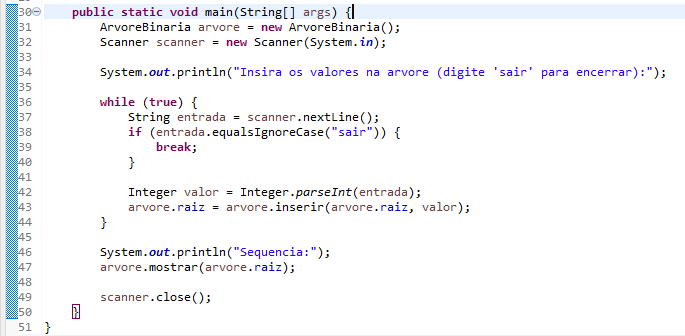 30 public static void main(String[] args) {
31 ArvoreBinaria arvore = new ArvoreBinaria();
32 Scanner scanner = new Scanner(System.in);
33
34 System.out.println("Insira os valores na arvore (digite 'sair' para encerrar):");
35
36 while (true) {
37 String entrada = scanner.nextLine();
38 if (entrada.equalsIgnoreCase("sair")) {
39 break;
40 }
41
42 Integer valor = Integer.parseInt(entrada);
43 arvore.raiz = arvore.inserir(arvore.raiz, valor);
44 }
45
46 System.out.println("Sequencia:");
47 arvore.mostrar(arvore.raiz);
48
49 scanner.close();
50 }
51 }